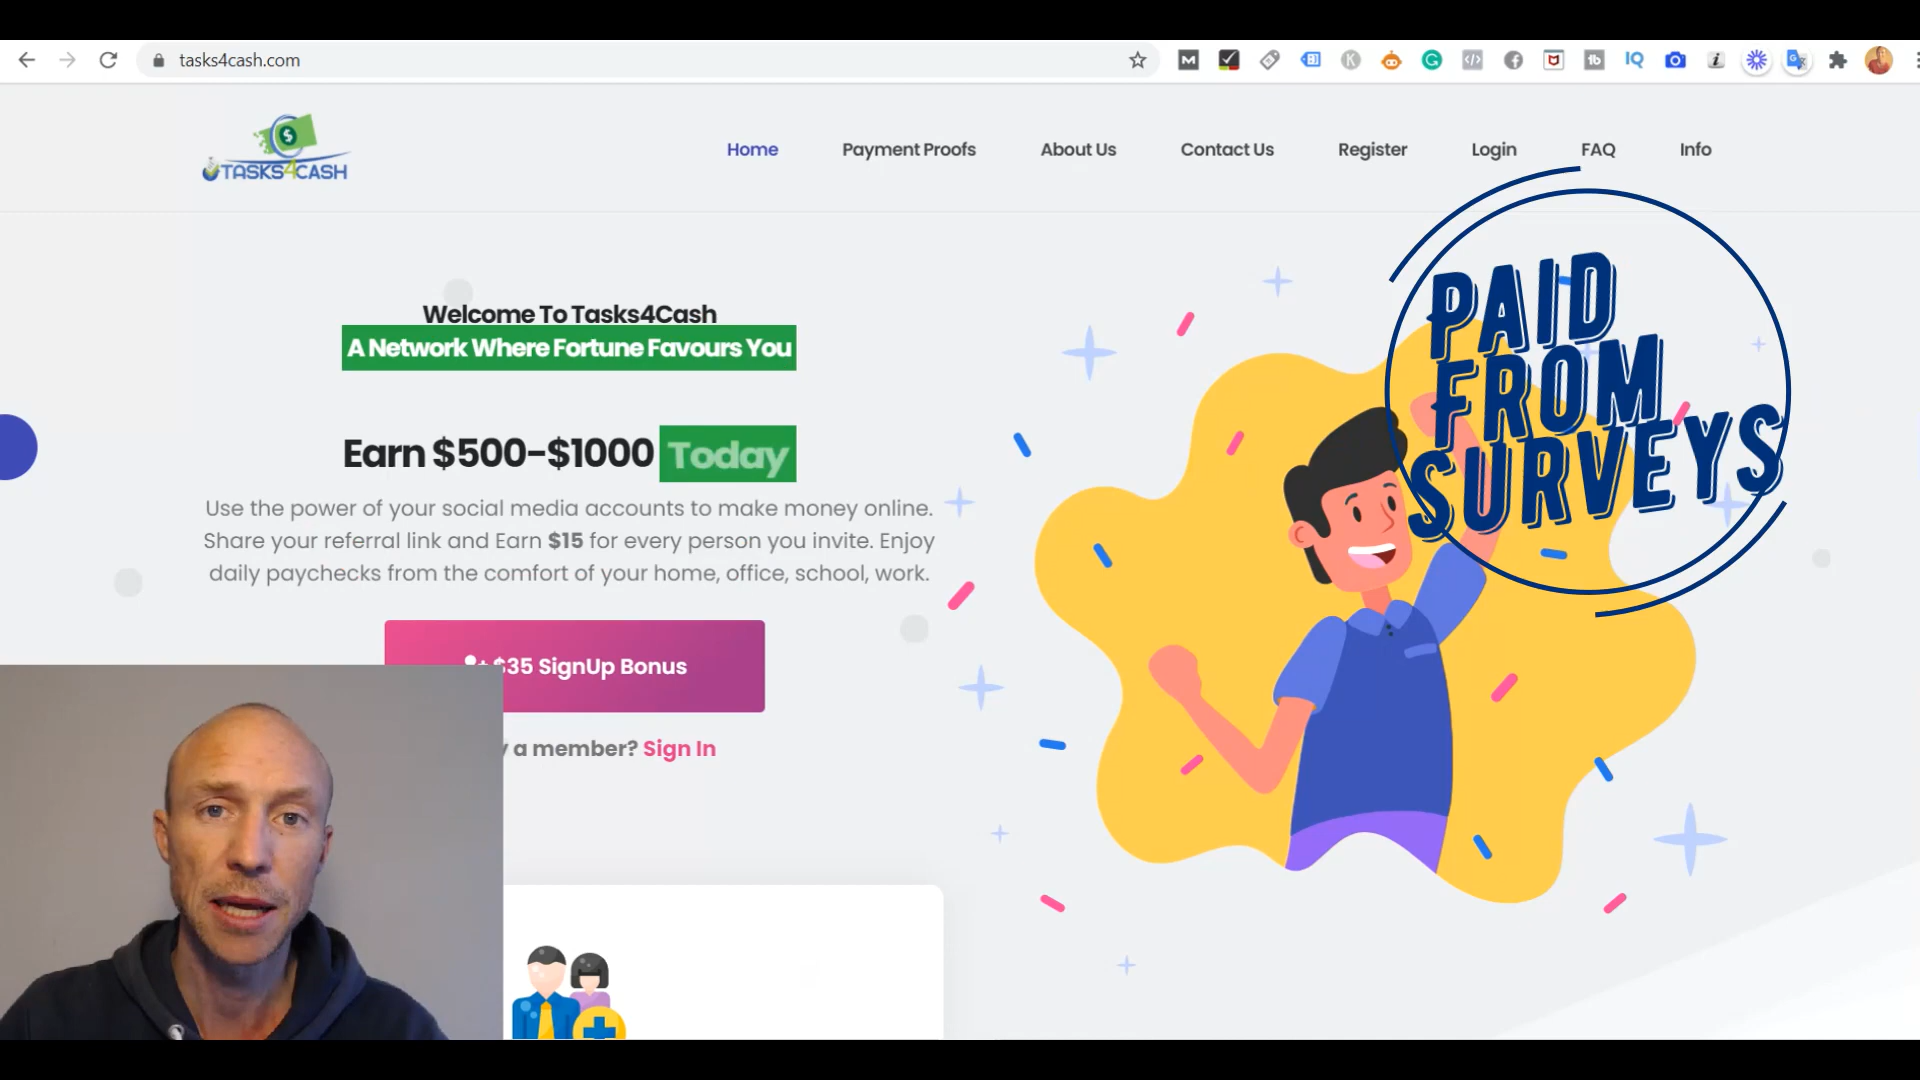 tasks4cash.com
TASKS4CASH
Home
Payment Proofs
About Us
Contact Us
Register
Login
FAQ
Info
PAID
FROM
SURVEYS
Welcome To Tasks4Cash
A Network Where Fortune Favours You
Earn $500-$1000 Today
Use the power of your social media accounts to make money online.
Share your referral link and Earn $15 for every person you invite. Enjoy
daily paychecks from the comfort of your home, office, school, work.
$35 SignUp Bonus
a member? Sign In